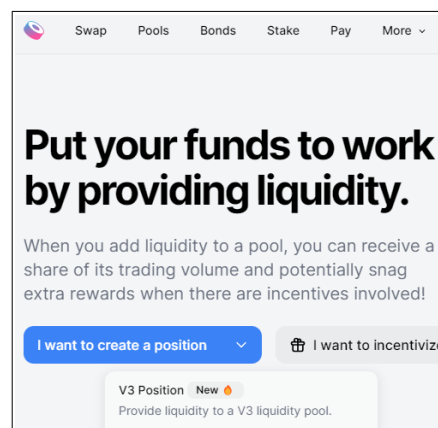 Swap Pools Bonds Stake Pay More
Put your funds to work
by providing liquidity.
When you add liquidity to a pool, you can receive a
share of its trading volume and potentially snag
extra rewards when there are incentives involved!
I want to create a position I want to incentivize
V3 Position New
Provide liquidity to a V3 liquidity pool.